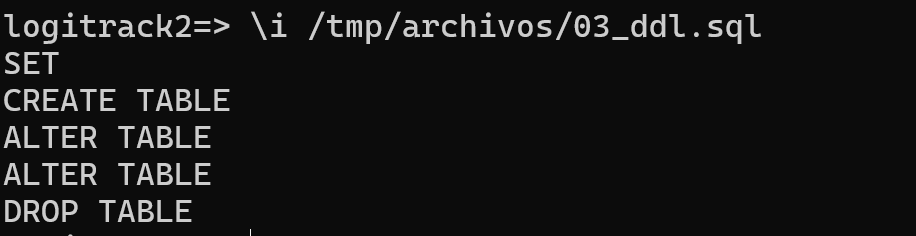 logitrack2=> \i /tmp/archivos/03_ddl.sql
SET
CREATE TABLE
ALTER TABLE
ALTER TABLE
DROP TABLE